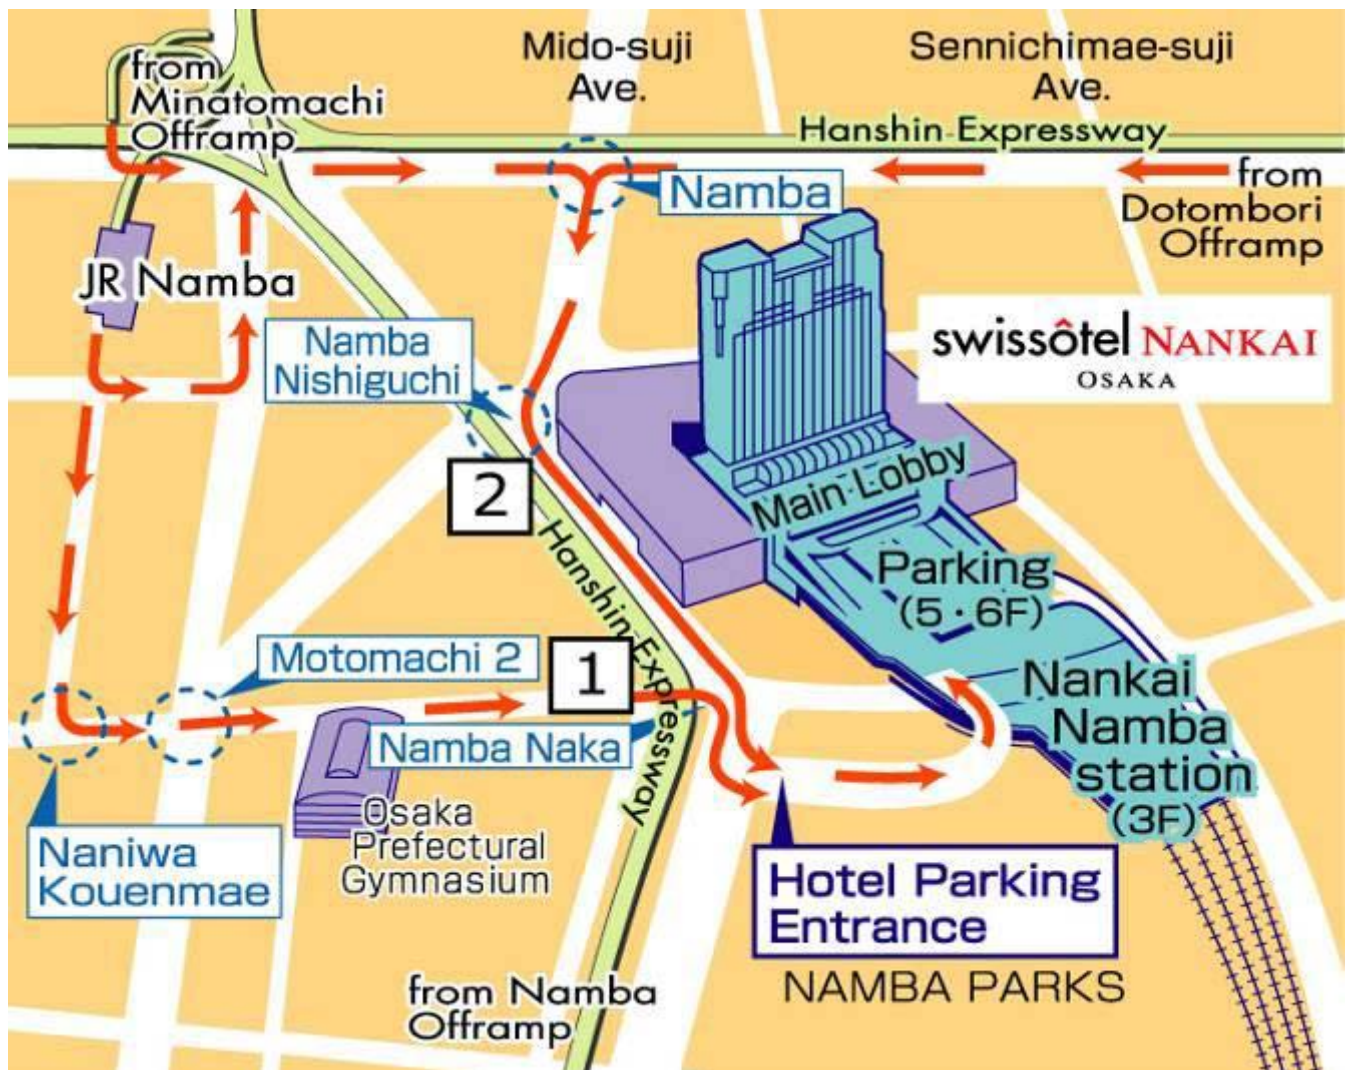 from
Minatomachi
Offramp
Mido-suji
Ave.
Sennichimae-suji
Ave.
Hanshin Expressway
Namba
from
Dotombori
Offramp
JR Namba
Namba
Nishiguchi
swissôtel NANKAI
OSAKA
2
Main Lobby
Hanshin Expressway
Parking
(5・6F)
Motomachi 2
1
Nankai
Namba
station
(3F)
Namba Naka
Osaka
Prefectural
Gymnasium
Naniwa
Kouenmae
Hotel Parking
Entrance
NAMBA PARKS
from Namba
Offramp